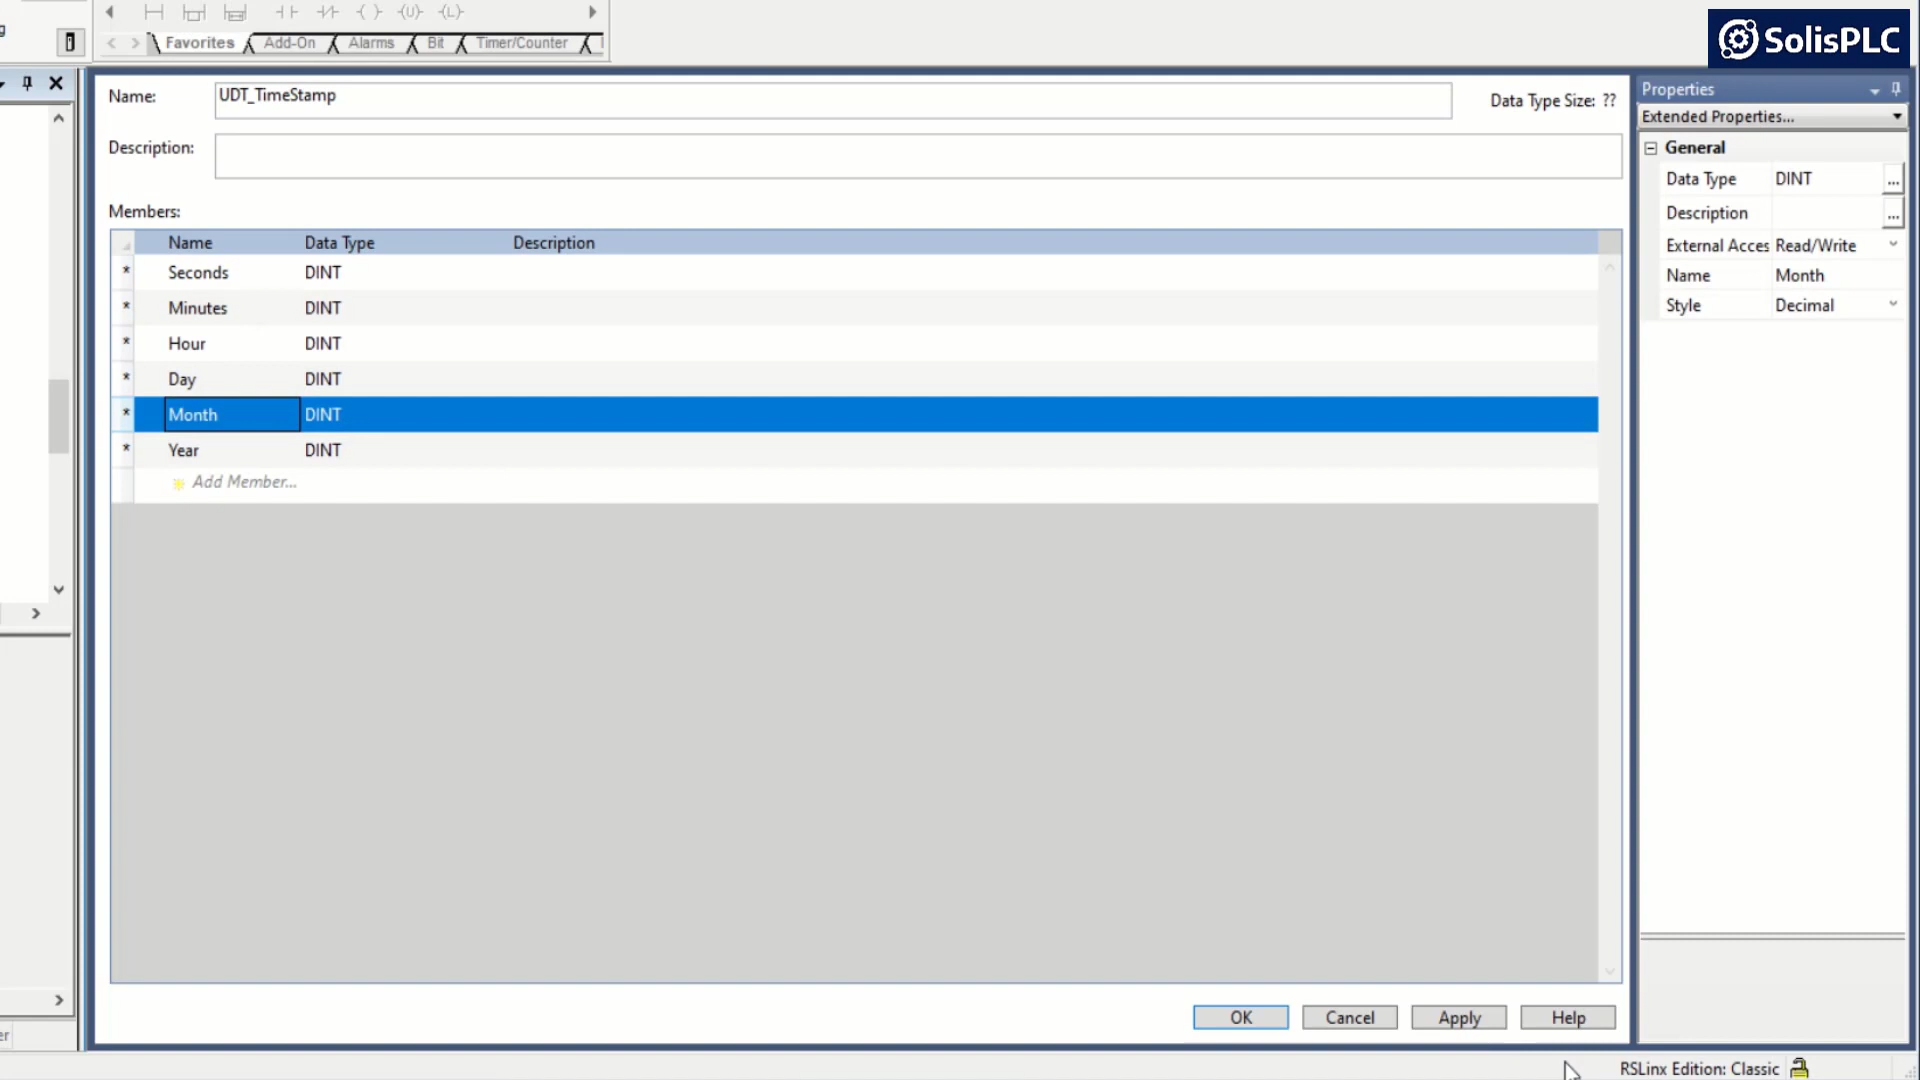 SolisPLC
Favorites Add-On Alarms Bit Timer/Counter
Name: UDT_TimeStamp Data Type Size: ??
Description:
Members:
Name Data Type Description
* Seconds DINT
* Minutes DINT
* Hour DINT
* Day DINT
* Month DINT
* Year DINT
Add Member...
OK Cancel Apply Help
Properties
Extended Properties...
General
Data Type DINT ...
Description ...
External Acces Read/Write
Name Month
Style Decimal
RSLinx Edition: Classic